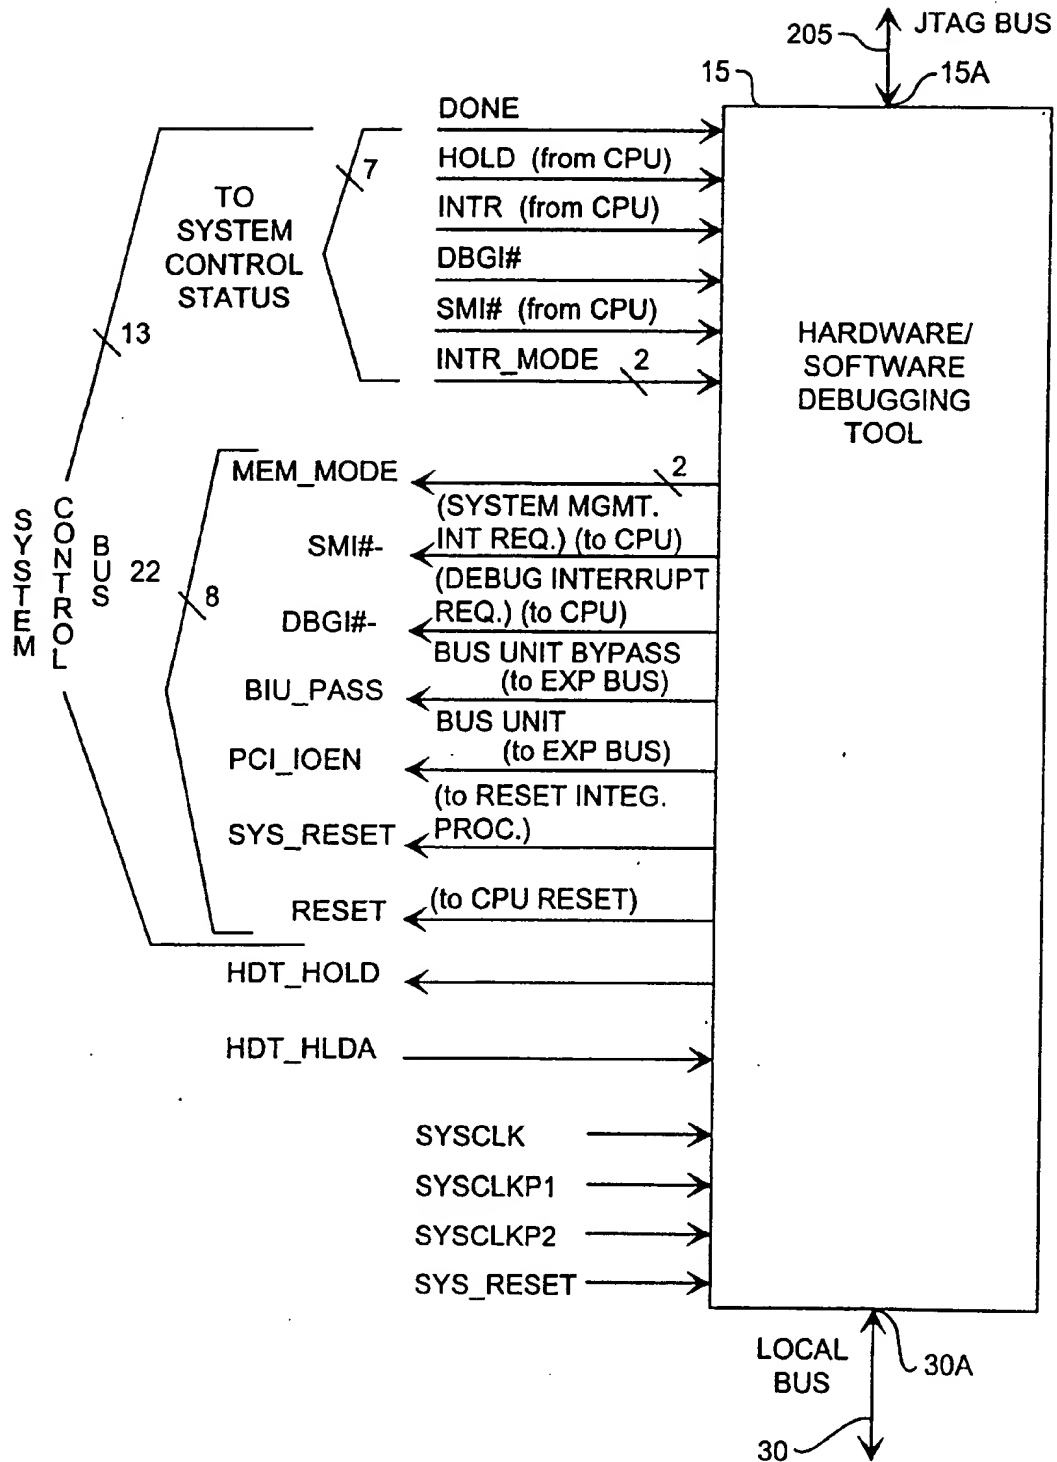 205
JTAG BUS
15
15A
DONE
HOLD (from CPU)
INTR (from CPU)
DBGI#
SMI# (from CPU)
INTR_MODE
2
7
TO
SYSTEM
CONTROL
STATUS
13
HARDWARE/
SOFTWARE
DEBUGGING
TOOL
SYSTEM
CONTROL
BUS
22
8
MEM_MODE
2
(SYSTEM MGMT.
SMI#-
INT REQ.) (to CPU)
(DEBUG INTERRUPT
DBGI#-
REQ.) (to CPU)
BUS UNIT BYPASS
BIU_PASS
(to EXP BUS)
BUS UNIT
PCI_IOEN
(to EXP BUS)
(to RESET INTEG.
SYS_RESET
PROC.)
RESET
(to CPU RESET)
HDT_HOLD
HDT_HLDA
SYSCLK
SYSCLKP1
SYSCLKP2
SYS_RESET
LOCAL
BUS
30A
30